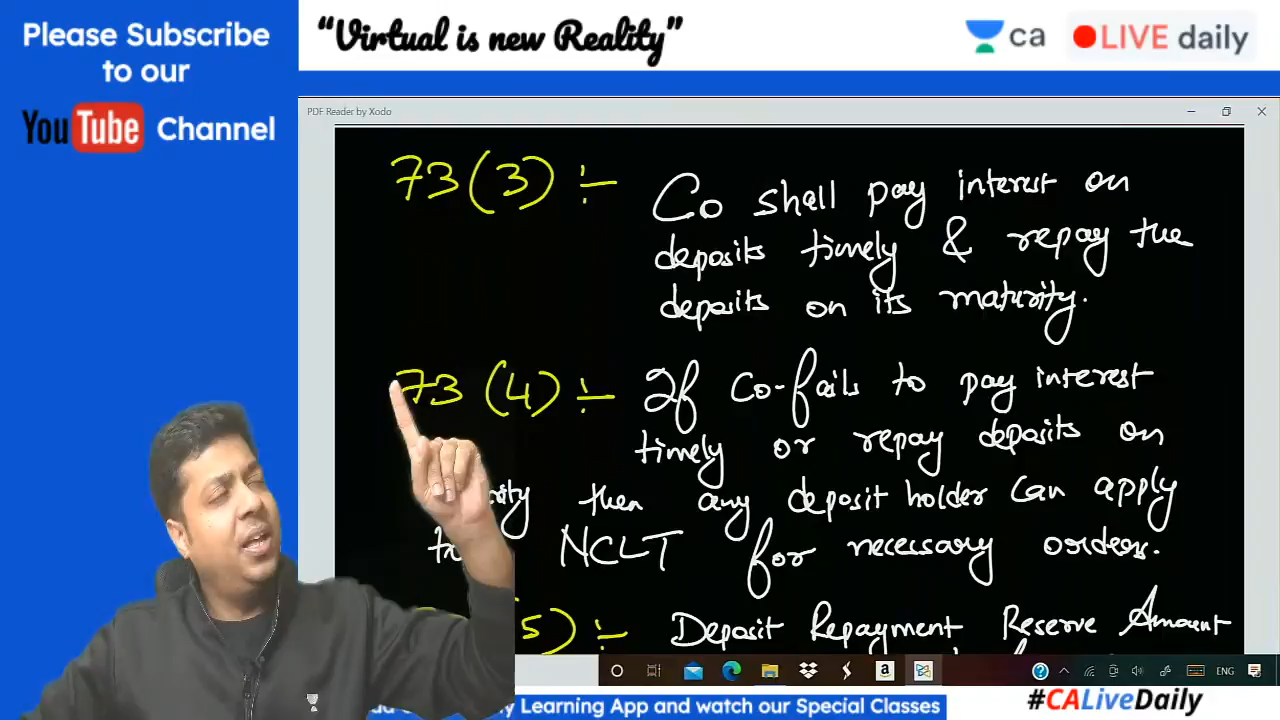 Please Subscribe
to our
YouTube Channel
“Virtual is new Reality”
ca LIVE daily
PDF Reader by Xodo
73(3) :- Co shall pay interest on
deposits timely & repay the
deposits on its maturity.
73 (4) :- If Co-fails to pay interest
timely or repay deposits on
then any deposit holder can apply
NCLT for necessary orders.
5) :- Deposit Repayment Reserve Amount
ENG
Learning App and watch our Special Classes
#CALiveDaily